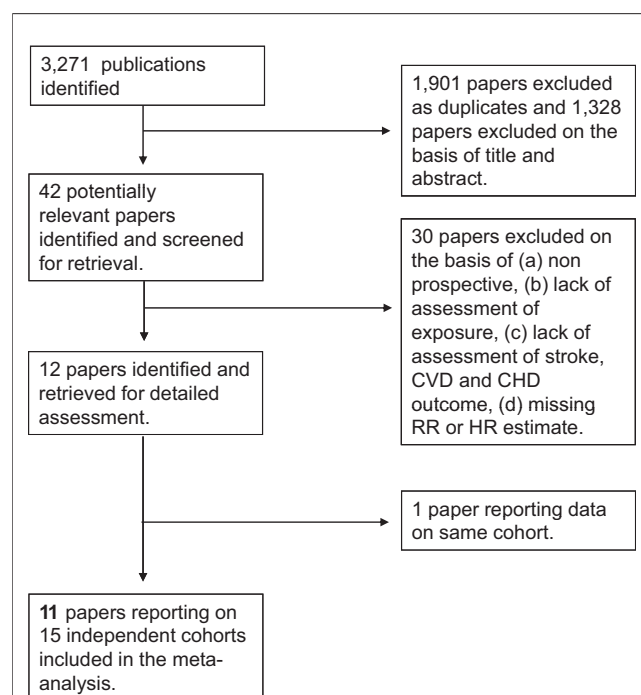 3,271 publications
identified
1,901 papers excluded
as duplicates and 1,328
papers excluded on the
basis of title and
abstract.
42 potentially
relevant papers
identified and screened
for retrieval.
30 papers excluded on
the basis of (a) non
prospective, (b) lack of
assessment of
exposure, (c) lack of
assessment of stroke,
CVD and CHD
outcome, (d) missing
RR or HR estimate.
12 papers identified and
retrieved for detailed
assessment.
1 paper reporting data
on same cohort.
11 papers reporting on
15 independent cohorts
included in the meta-
analysis.